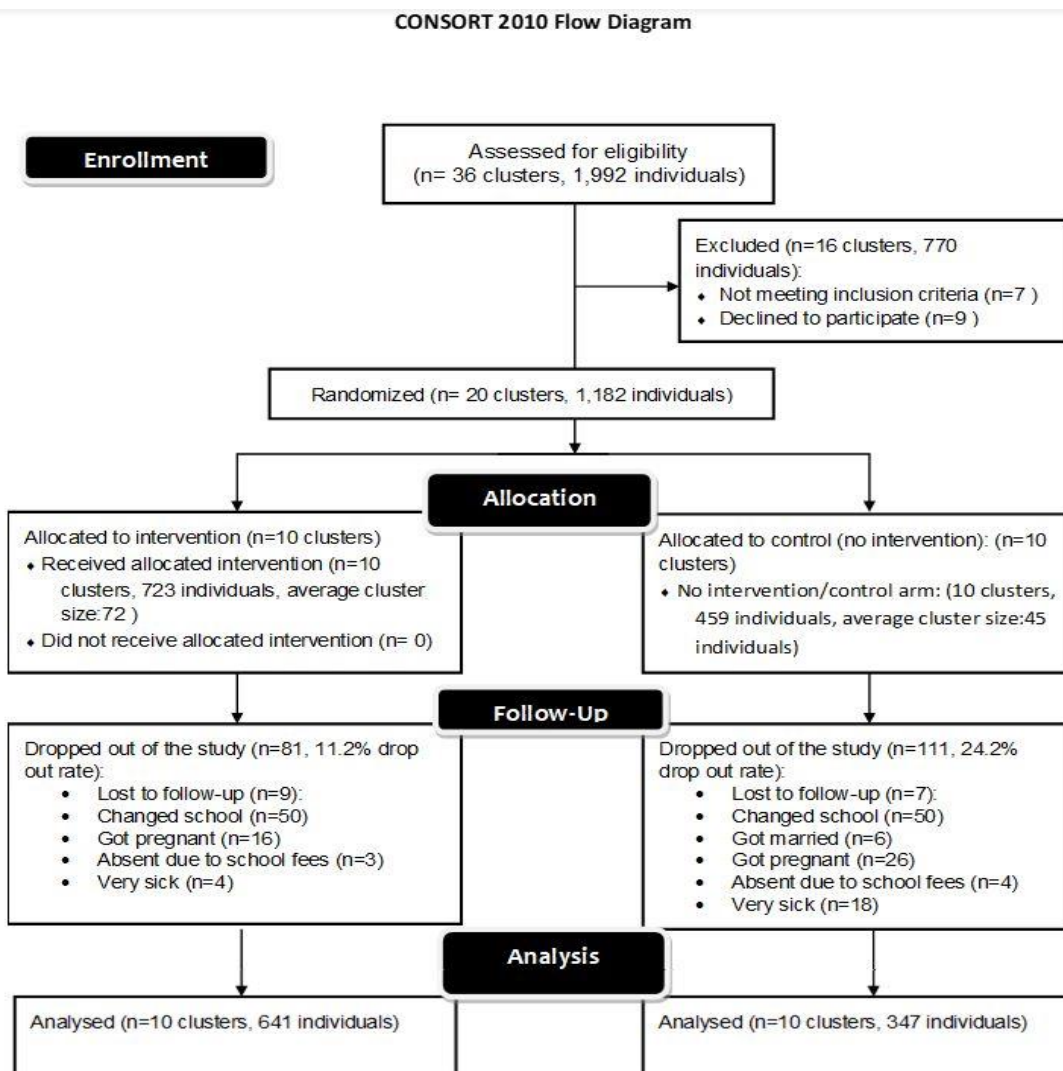 CONSORT 2010 Flow Diagram
Enrollment
Assessed for eligibility
(n= 36 clusters, 1,992 individuals)
Excluded (n=16 clusters, 770
individuals):
⬥ Not meeting inclusion criteria (n=7 )
⬥ Declined to participate (n=9 )
Randomized (n= 20 clusters, 1,182 individuals)
Allocation
Allocated to intervention (n=10 clusters)
⬥ Received allocated intervention (n=10
clusters, 723 individuals, average cluster
size:72 )
⬥ Did not receive allocated intervention (n= 0)
Allocated to control (no intervention): (n=10
clusters)
⬥ No intervention/control arm: (10 clusters,
459 individuals, average cluster size:45
individuals)
Follow-Up
Dropped out of the study (n=81, 11.2% drop
out rate):
• Lost to follow-up (n=9):
• Changed school (n=50)
• Got pregnant (n=16)
• Absent due to school fees (n=3)
• Very sick (n=4)
Dropped out of the study (n=111, 24.2%
drop out rate):
• Lost to follow-up (n=7):
• Changed school (n=50)
• Got married (n=6)
• Got pregnant (n=26)
• Absent due to school fees (n=4)
• Very sick (n=18)
Analysis
Analysed (n=10 clusters, 641 individuals)
Analysed (n=10 clusters, 347 individuals)